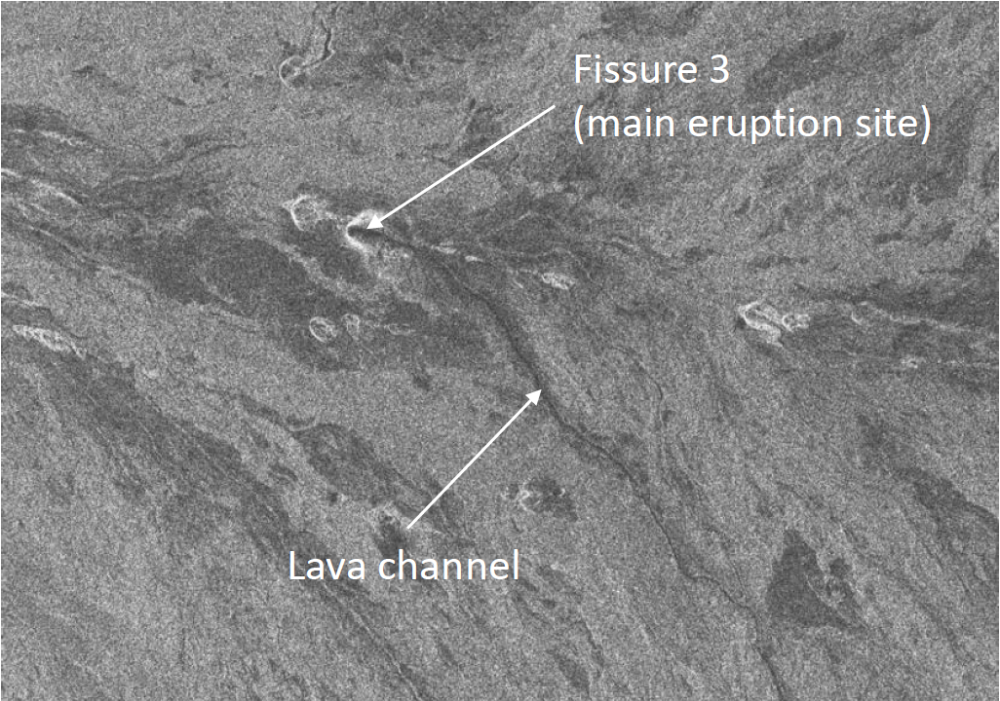 Fissure 3
(main eruption site)
Lava channel